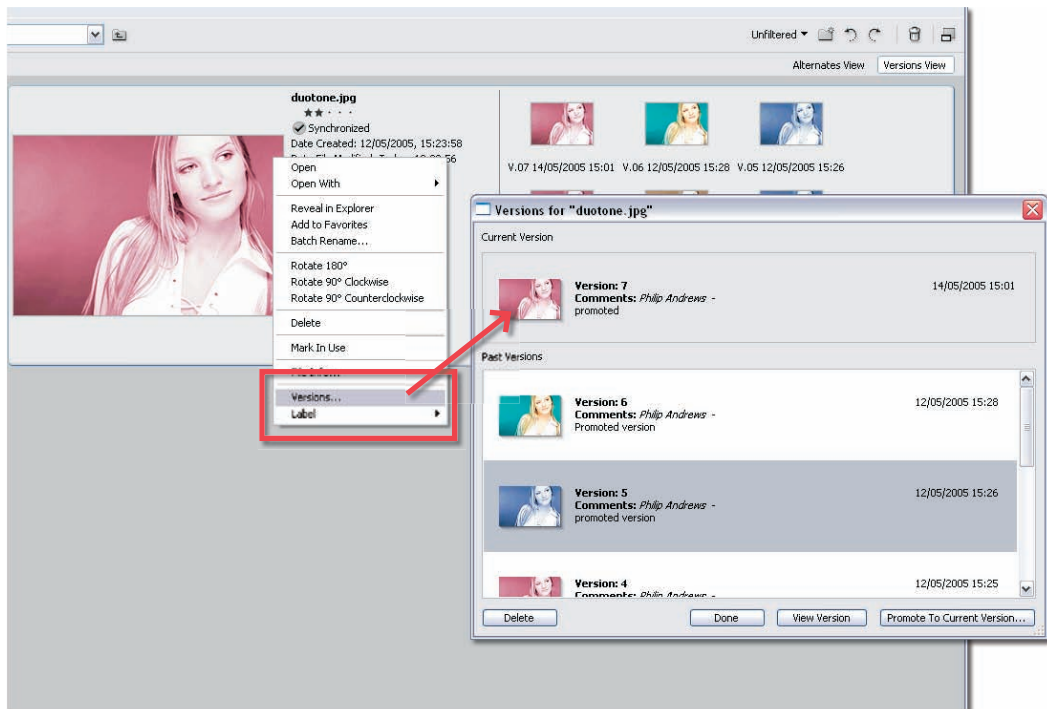 Unfiltered
Alternates View Versions View
duotone.jpg
Synchronized
Date Created: 12/05/2005, 15:23:58
Open
Open With
Reveal in Explorer
Add to Favorites
Batch Rename...
Rotate 180°
Rotate 90° Clockwise
Rotate 90° Counterclockwise
Delete
Mark In Use
Versions...
Label
V.07 14/05/2005 15:01 V.06 12/05/2005 15:28 V.05 12/05/2005 15:26
Versions for "duotone.jpg"
Current Version
Version: 7 14/05/2005 15:01
Comments: Philip Andrews -
promoted
Past Versions
Version: 6 12/05/2005 15:28
Comments: Philip Andrews -
Promoted version
Version: 5 12/05/2005 15:26
Comments: Philip Andrews -
promoted version
Version: 4 12/05/2005 15:25
Comments: Philip Andrews -
Delete Done View Version Promote To Current Version...